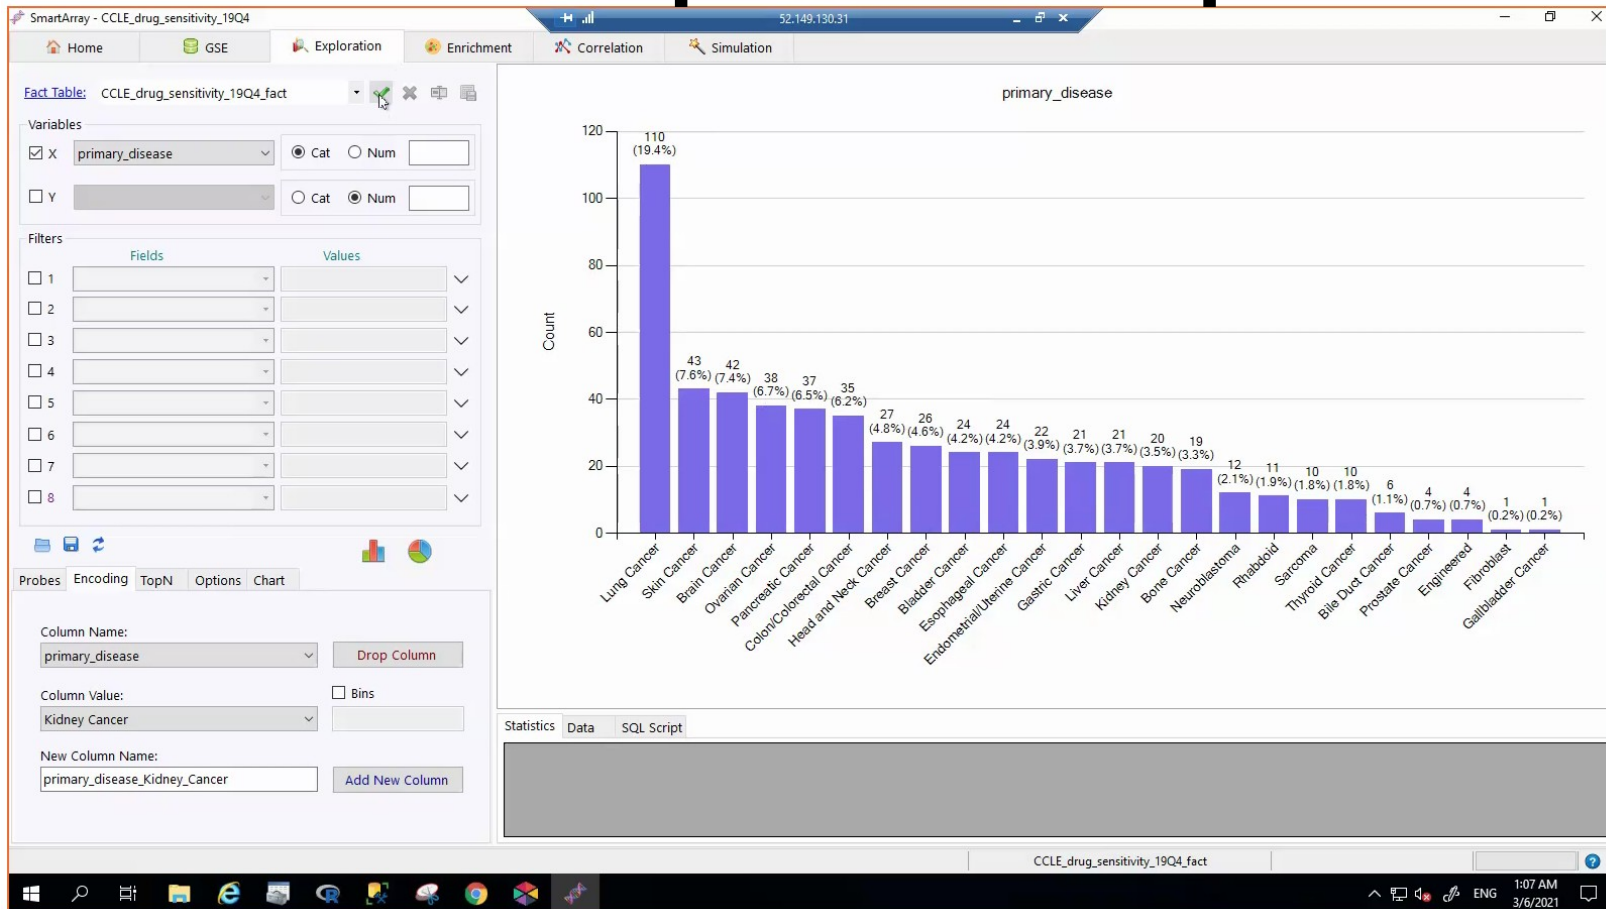 SmartArray - CCLE_drug_sensitivity_19Q4
52.149.130.31
Home
GSE
Exploration
Enrichment
Correlation
Simulation
Fact Table: CCLE_drug_sensitivity_19Q4_fact
Variables
X primary_disease Cat Num
Y Cat Num
Filters
Fields Values
1
2
3
4
5
6
7
8
Probes Encoding TopN Options Chart
Column Name:
primary_disease Drop Column
Column Value: Bins
Kidney Cancer
New Column Name:
primary_disease_Kidney_Cancer Add New Column
primary_disease
Count
120
100
80
60
40
20
0
110
(19.4%)
43
(7.6%)
42
(7.4%)
38
(6.7%)
37
(6.5%)
35
(6.2%)
27
(4.8%)
26
(4.6%)
24
(4.2%)
24
(4.2%)
22
(3.9%)
21
(3.7%)
21
(3.7%)
20
(3.5%)
19
(3.3%)
12
(2.1%)
11
(1.9%)
10
(1.8%)
10
(1.8%)
6
(1.1%)
4
(0.7%)
4
(0.7%)
1
(0.2%)
1
(0.2%)
Lung Cancer
Skin Cancer
Brain Cancer
Ovarian Cancer
Pancreatic Cancer
Colon/Colorectal Cancer
Head and Neck Cancer
Breast Cancer
Bladder Cancer
Esophageal Cancer
Endometrial/Uterine Cancer
Gastric Cancer
Liver Cancer
Kidney Cancer
Bone Cancer
Neuroblastoma
Rhabdoid
Sarcoma
Thyroid Cancer
Bile Duct Cancer
Prostate Cancer
Engineered
Fibroblast
Gallbladder Cancer
Statistics Data SQL Script
CCLE_drug_sensitivity_19Q4_fact
ENG
1:07 AM
3/6/2021